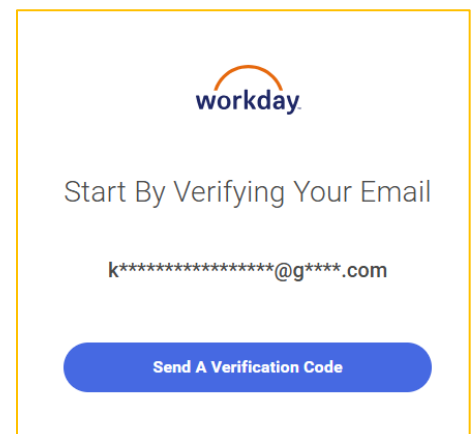 workday.
Start By Verifying Your Email
k*****************@g****.com
Send A Verification Code